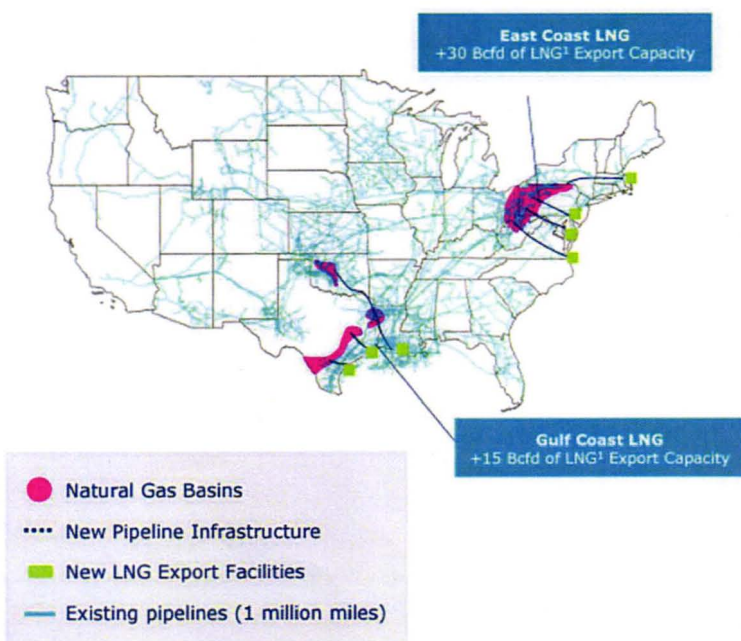 East Coast LNG
+30 Bcfd of LNG¹ Export Capacity
Gulf Coast LNG
+15 Bcfd of LNG¹ Export Capacity
Natural Gas Basins
New Pipeline Infrastructure
New LNG Export Facilities
Existing pipelines (1 million miles)